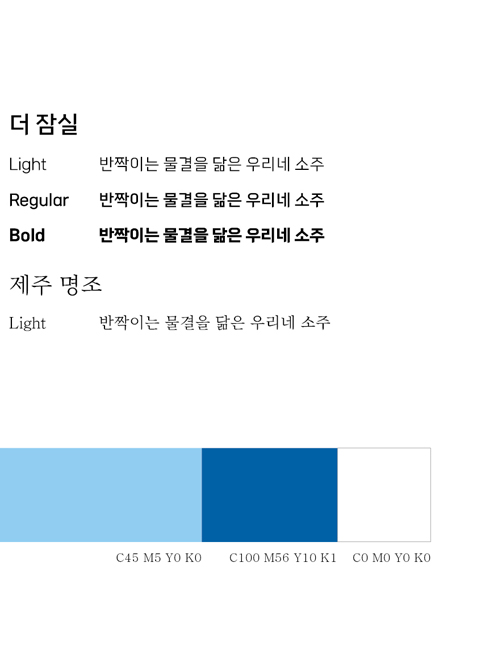 더 잠실
Light 반짝이는 물결을 닮은 우리네 소주
Regular 반짝이는 물결을 닮은 우리네 소주
Bold 반짝이는 물결을 닮은 우리네 소주
제주 명조
Light 반짝이는 물결을 닮은 우리네 소주
C45 M5 Y0 K0 C100 M56 Y10 K1 C0 M0 Y0 K0